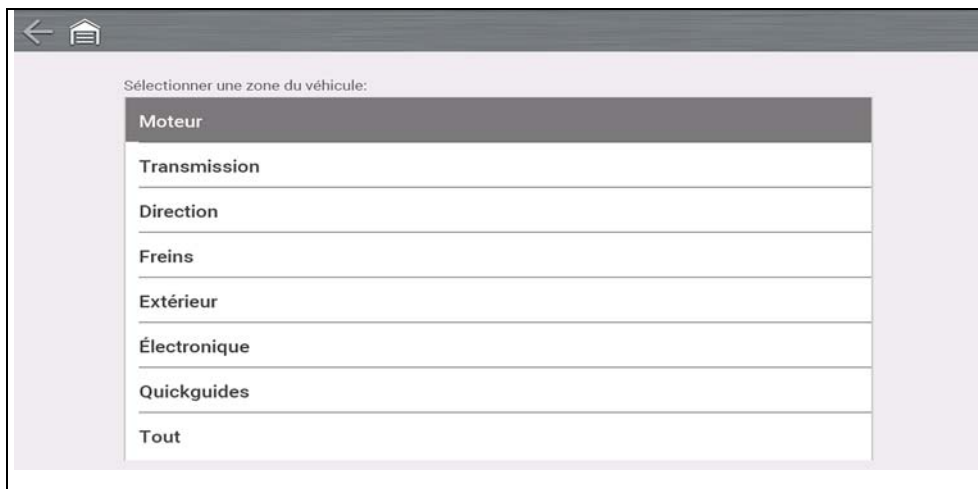 Sélectionner une zone du véhicule:
Moteur
Transmission
Direction
Freins
Extérieur
Électronique
Quickguides
Tout